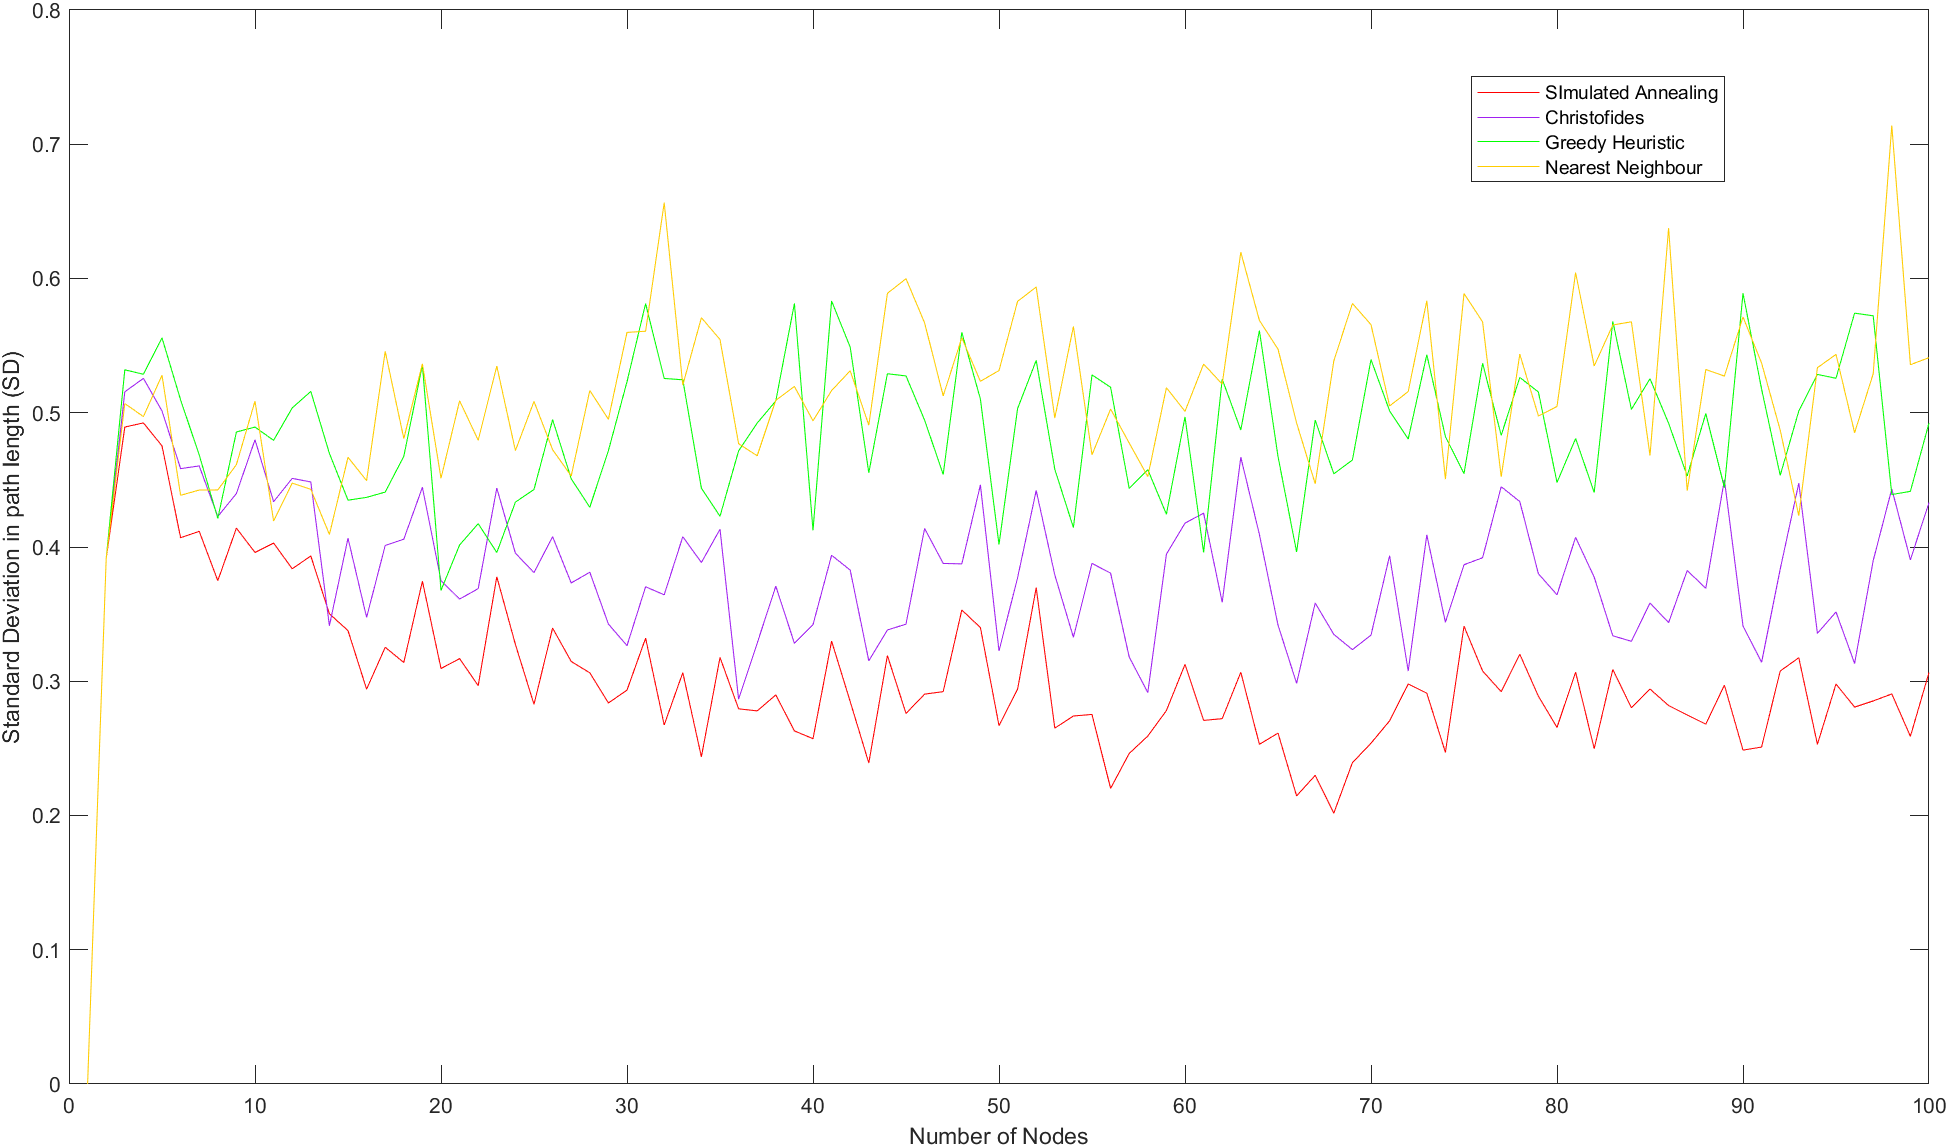 0.8
0.7
0.6
0.5
0.4
0.3
0.2
0.1
0
Standard Deviation in path length (SD)
SImulated Annealing
Christofides
Greedy Heuristic
Nearest Neighbour
0 10 20 30 40 50 60 70 80 90 100
Number of Nodes